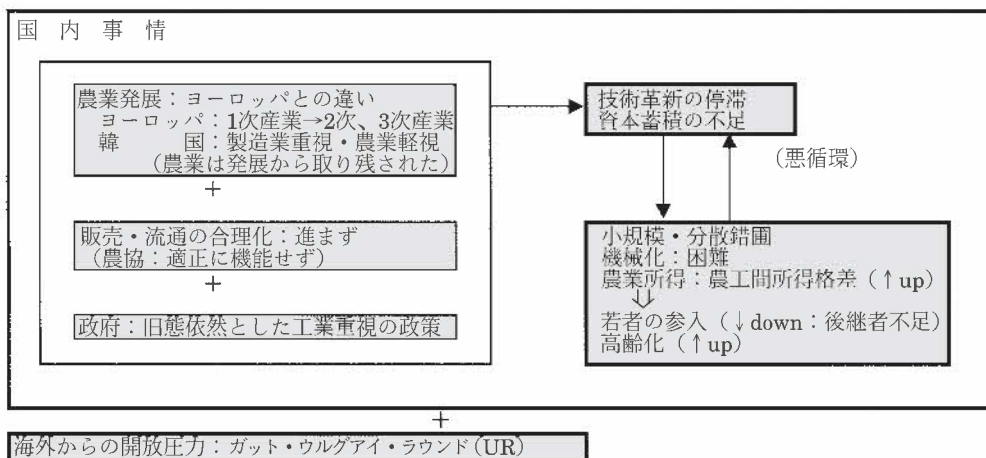 国内事情
農業発展：ヨーロッパとの違い
ヨーロッパ：1次産業→2次、3次産業
韓　　　国：製造業重視・農業軽視
（農業は発展から取り残された）
＋
販売・流通の合理化：進まず
（農協：適正に機能せず）
＋
政府：旧態依然とした工業重視の政策
技術革新の停滞
資本蓄積の不足
（悪循環）
小規模・分散錯圃
機械化：困難
農業所得：農工間所得格差（↑up）
⇓
若者の参入（↓down：後継者不足）
高齢化（↑up）
＋
海外からの開放圧力：ガット・ウルグアイ・ラウンド(UR)